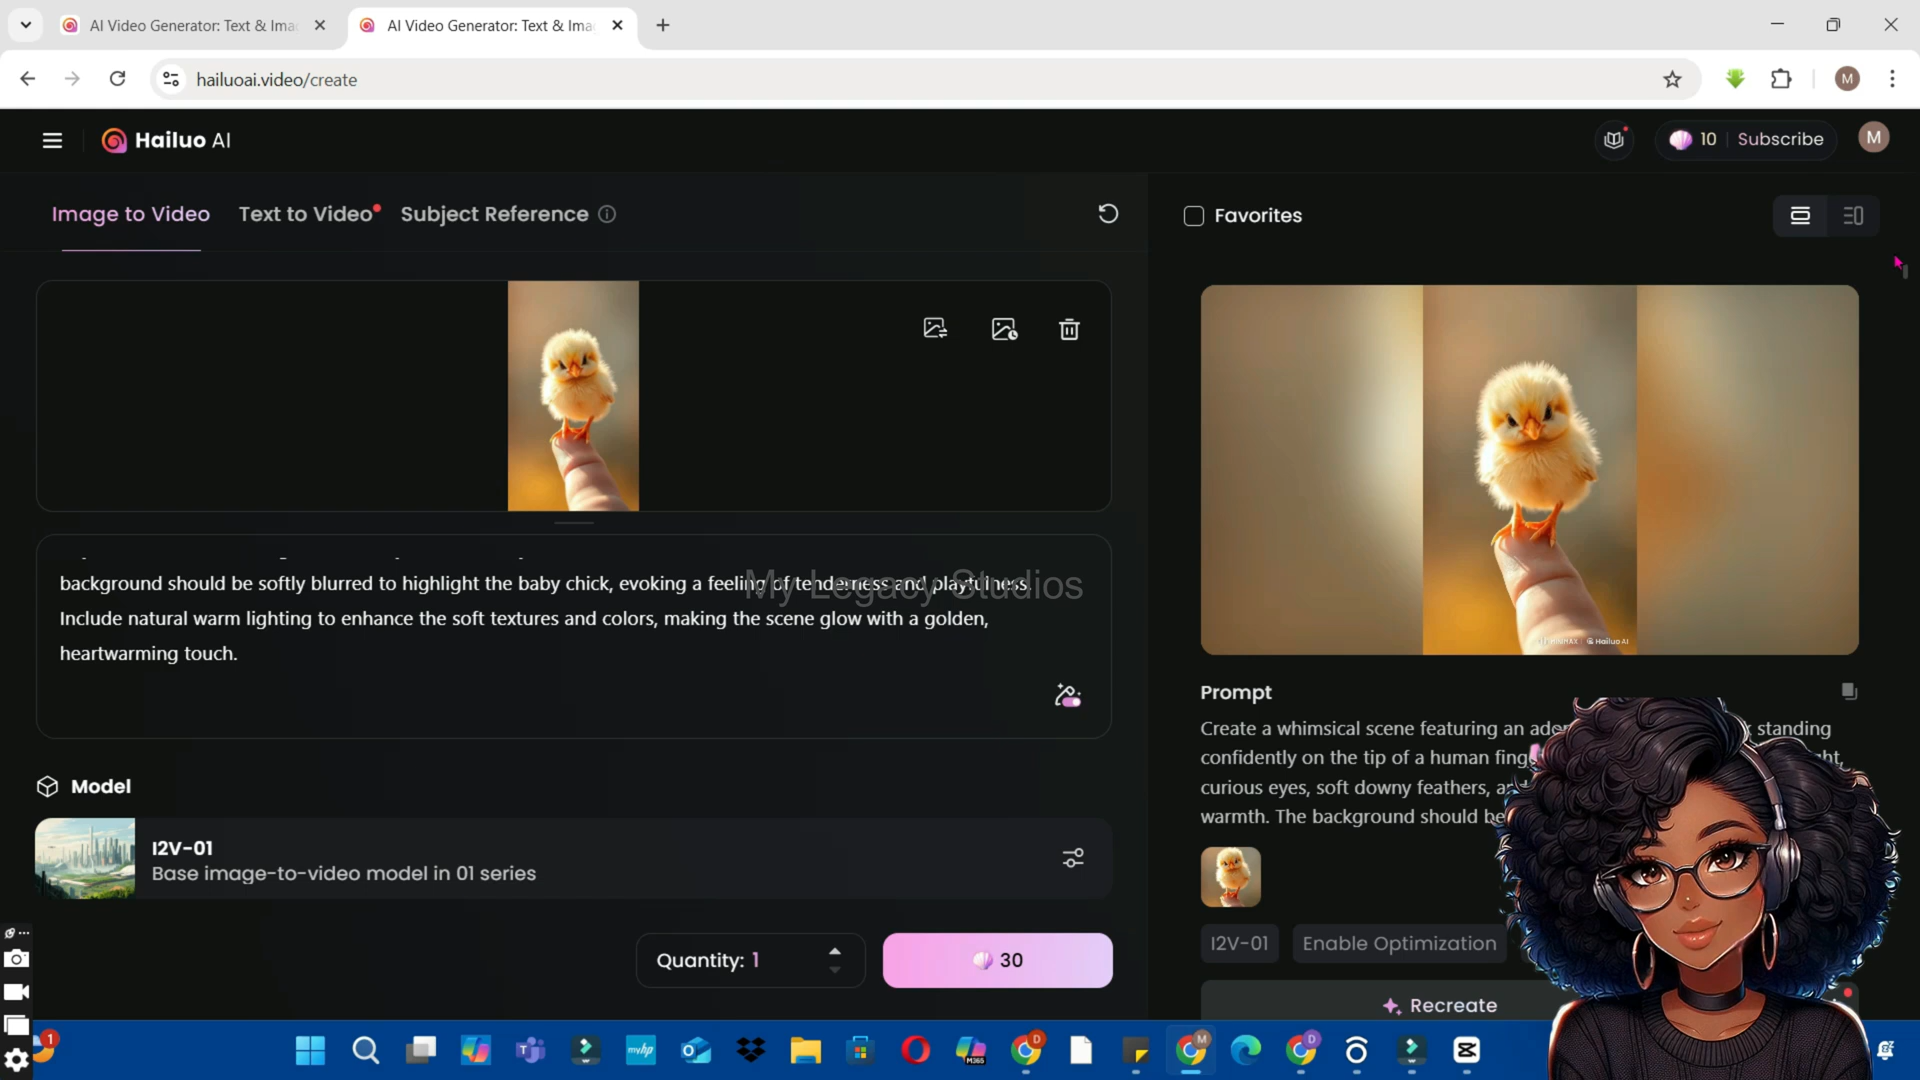 AI Video Generator: Text & Ima
AI Video Generator: Text & Ima
hailuoai.video/create
M
Hailuo AI
10 | Subscribe
M
Image to Video
Text to Video
Subject Reference
Favorites
background should be softly blurred to highlight the baby chick, evoking a feeling of tenderness and playfulness.
Include natural warm lighting to enhance the soft textures and colors, making the scene glow with a golden,
heartwarming touch.
My Legacy Studios
Hailuo AI
Prompt
Create a whimsical scene featuring an standing
confidently on the tip of a human
curious eyes, soft downy feathers,
warmth. The background should
Model
I2V-01
Base image-to-video model in 01 series
I2V-01
Enable Optimization
Quantity: 1
30
Recreate
1
myhp
M365
D
M
D